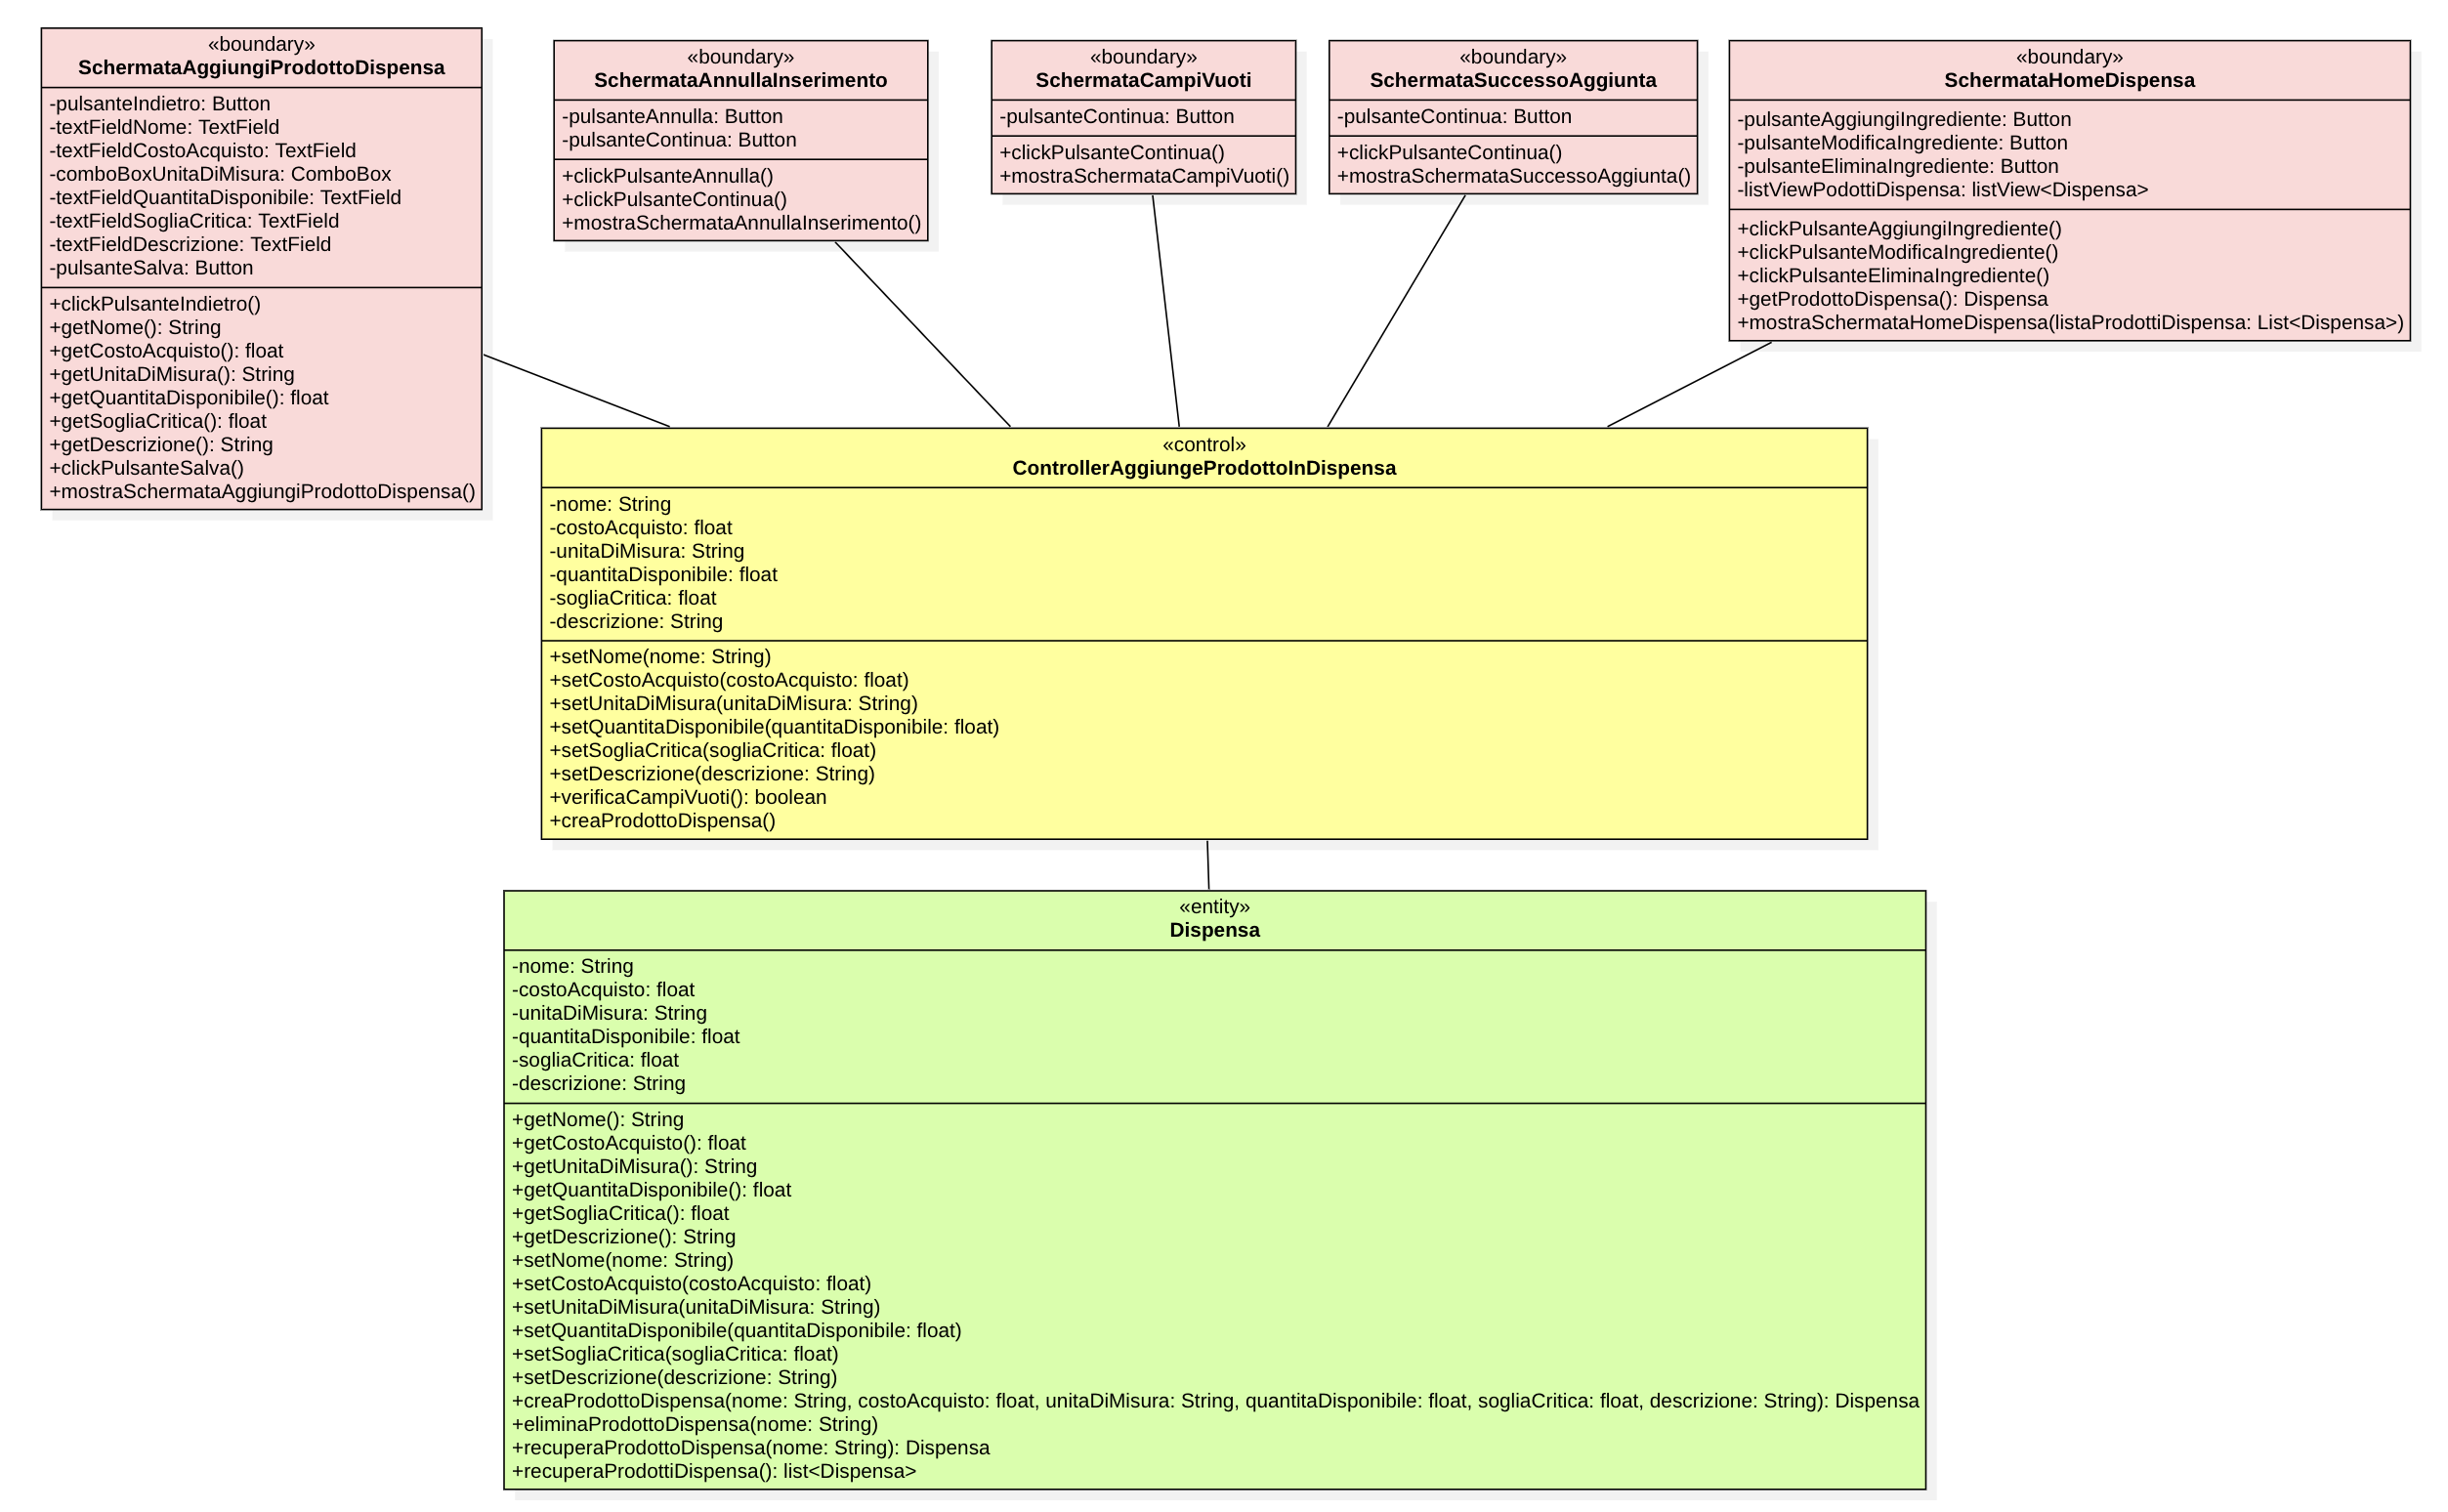 «boundary»
SchermataAggiungiProdottoDispensa
-pulsanteIndietro: Button
-textFieldNome: TextField
-textFieldCostoAcquisto: TextField
-comboBoxUnitaDiMisura: ComboBox
-textFieldQuantitaDisponibile: TextField
-textFieldSogliaCritica: TextField
-textFieldDescrizione: TextField
-pulsanteSalva: Button
+clickPulsanteIndietro()
+getNome(): String
+getCostoAcquisto(): float
+getUnitaDiMisura(): String
+getQuantitaDisponibile(): float
+getSogliaCritica(): float
+getDescrizione(): String
+clickPulsanteSalva()
+mostraSchermataAggiungiProdottoDispensa()
«boundary»
SchermataAnnullaInserimento
-pulsanteAnnulla: Button
-pulsanteContinua: Button
+clickPulsanteAnnulla()
+clickPulsanteContinua()
+mostraSchermataAnnullaInserimento()
«boundary»
SchermataCampiVuoti
-pulsanteContinua: Button
+clickPulsanteContinua()
+mostraSchermataCampiVuoti()
«boundary»
SchermataSuccessoAggiunta
-pulsanteContinua: Button
+clickPulsanteContinua()
+mostraSchermataSuccessoAggiunta()
«boundary»
SchermataHomeDispensa
-pulsanteAggiungiIngrediente: Button
-pulsanteModificaIngrediente: Button
-pulsanteEliminaIngrediente: Button
-listViewPodottiDispensa: listView<Dispensa>
+clickPulsanteAggiungiIngrediente()
+clickPulsanteModificaIngrediente()
+clickPulsanteEliminaIngrediente()
+getProdottoDispensa(): Dispensa
+mostraSchermataHomeDispensa(listaProdottiDispensa: List<Dispensa>)
«control»
ControllerAggiungeProdottoInDispensa
-nome: String
-costoAcquisto: float
-unitaDiMisura: String
-quantitaDisponibile: float
-sogliaCritica: float
-descrizione: String
+setNome(nome: String)
+setCostoAcquisto(costoAcquisto: float)
+setUnitaDiMisura(unitaDiMisura: String)
+setQuantitaDisponibile(quantitaDisponibile: float)
+setSogliaCritica(sogliaCritica: float)
+setDescrizione(descrizione: String)
+verificaCampiVuoti(): boolean
+creaProdottoDispensa()
«entity»
Dispensa
-nome: String
-costoAcquisto: float
-unitaDiMisura: String
-quantitaDisponibile: float
-sogliaCritica: float
-descrizione: String
+getNome(): String
+getCostoAcquisto(): float
+getUnitaDiMisura(): String
+getQuantitaDisponibile(): float
+getSogliaCritica(): float
+getDescrizione(): String
+setNome(nome: String)
+setCostoAcquisto(costoAcquisto: float)
+setUnitaDiMisura(unitaDiMisura: String)
+setQuantitaDisponibile(quantitaDisponibile: float)
+setSogliaCritica(sogliaCritica: float)
+setDescrizione(descrizione: String)
+creaProdottoDispensa(nome: String, costoAcquisto: float, unitaDiMisura: String, quantitaDisponibile: float, sogliaCritica: float, descrizione: String): Dispensa
+eliminaProdottoDispensa(nome: String)
+recuperaProdottoDispensa(nome: String): Dispensa
+recuperaProdottiDispensa(): list<Dispensa>